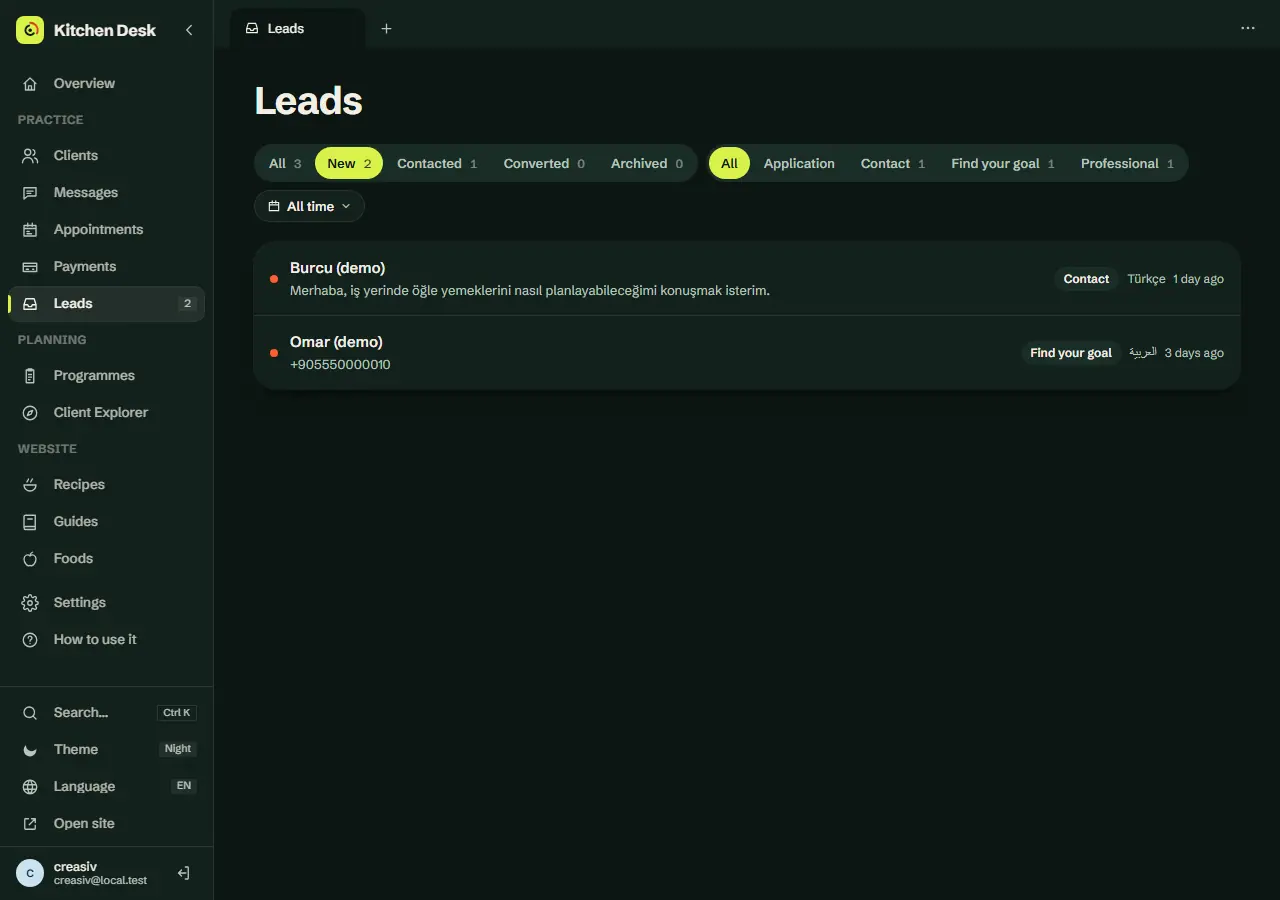 Kitchen Desk
Overview
PRACTICE
Clients
Messages
Appointments
Payments
Leads 2
PLANNING
Programmes
Client Explorer
WEBSITE
Recipes
Guides
Foods
Settings
How to use it
Search... Ctrl K
Theme Night
Language EN
Open site
C
creasiv
creasiv@local.test
Leads
Leads
All 3 New 2 Contacted 1 Converted 0 Archived 0 All Application Contact 1 Find your goal 1 Professional 1
All time
Burcu (demo)
Merhaba, iş yerinde öğle yemeklerini nasıl planlayabileceğimi konuşmak isterim.
Contact Türkçe 1 day ago
Omar (demo)
+905550000010
Find your goal العربية 3 days ago